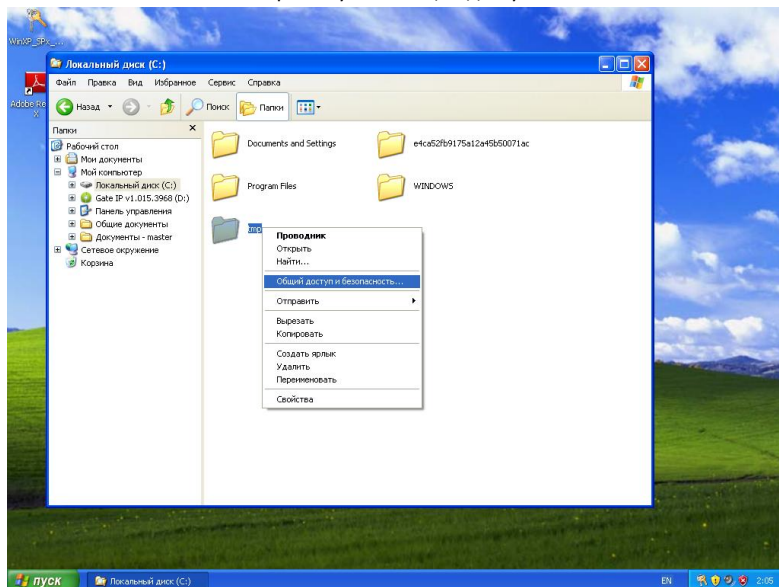 WinXP_SPx_...
Adobe Re
X
Локальный диск (C:)
Файл Правка Вид Избранное Сервис Справка
Назад Поиск Папки
Папки
Рабочий стол
Мои документы
Мой компьютер
Локальный диск (C:)
Gate IP v1.015.3968 (D:)
Панель управления
Общие документы
Документы - master
Сетевое окружение
Корзина
Documents and Settings
e4ca52fb9175a12a45b50071ac
Program Files
WINDOWS
tmp
Проводник
Открыть
Найти...
Общий доступ и безопасность...
Отправить
Вырезать
Копировать
Создать ярлык
Удалить
Переименовать
Свойства
пуск
Локальный диск (C:)
EN
2:05